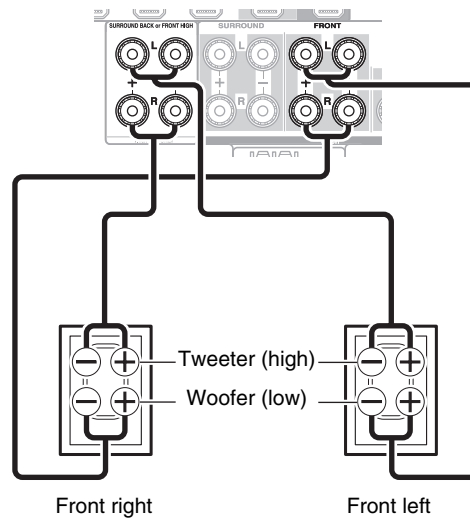 SURROUND BACK or FRONT HIGH
SURROUND
FRONT
L
L
L
+
−
+
−
+
−
R
R
R
− +
Tweeter (high)
− +
− +
Woofer (low)
− +
Front right
Front left